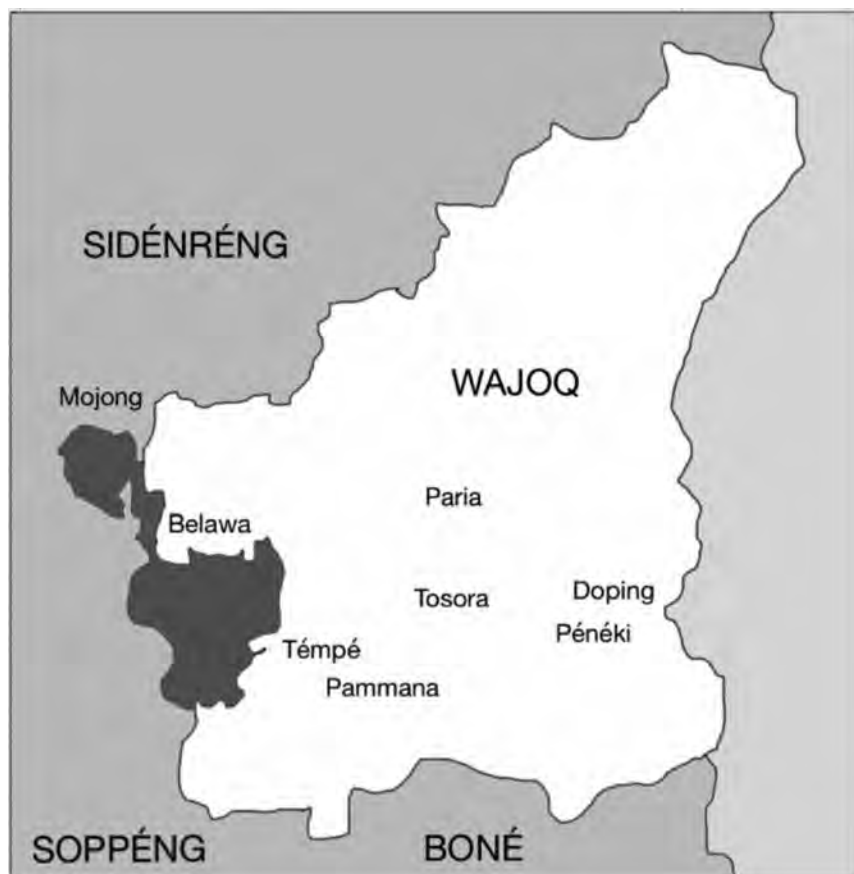 SIDÉNRÉNG
WAJOQ
Mojong
Paria
Belawa
Doping
Tosora
Pénéki
Témpé
Pammana
SOPPÉNG
BONÉ